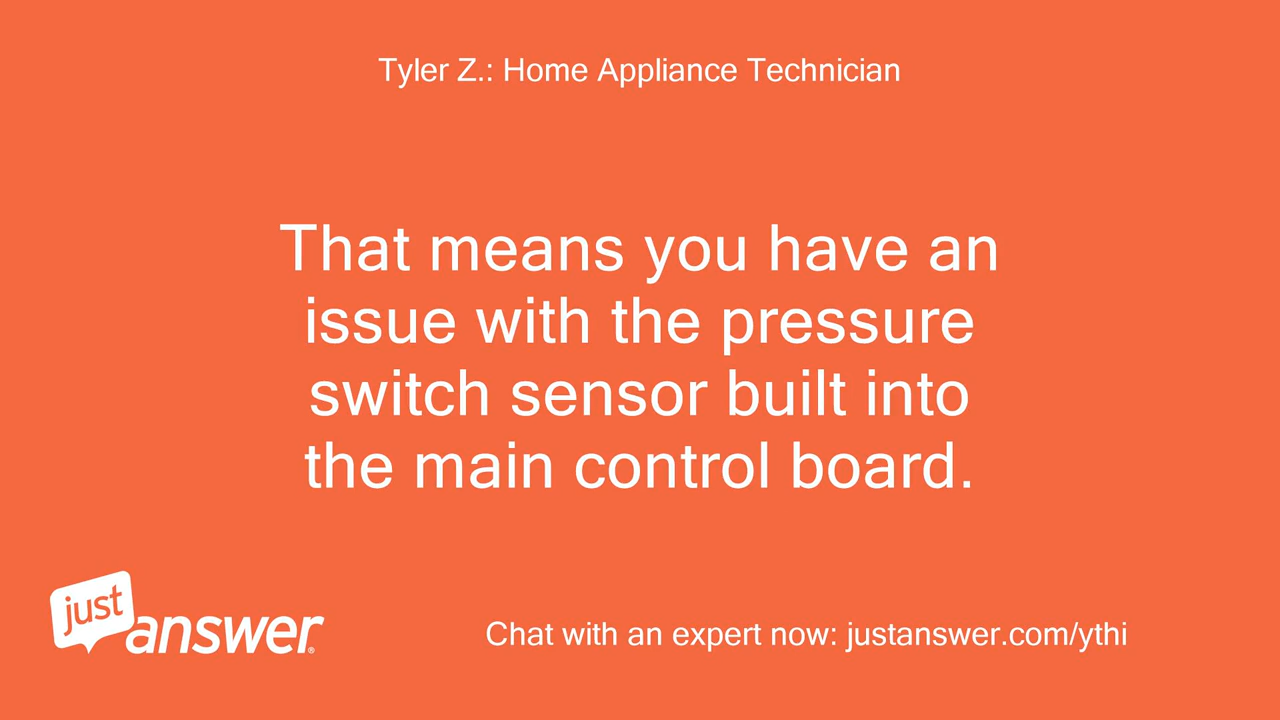 Tyler Z.: Home Appliance Technician
That means you have an
issue with the pressure
switch sensor built into
the main control board.
just
answer®
Chat with an expert now: justanswer.com/ythi